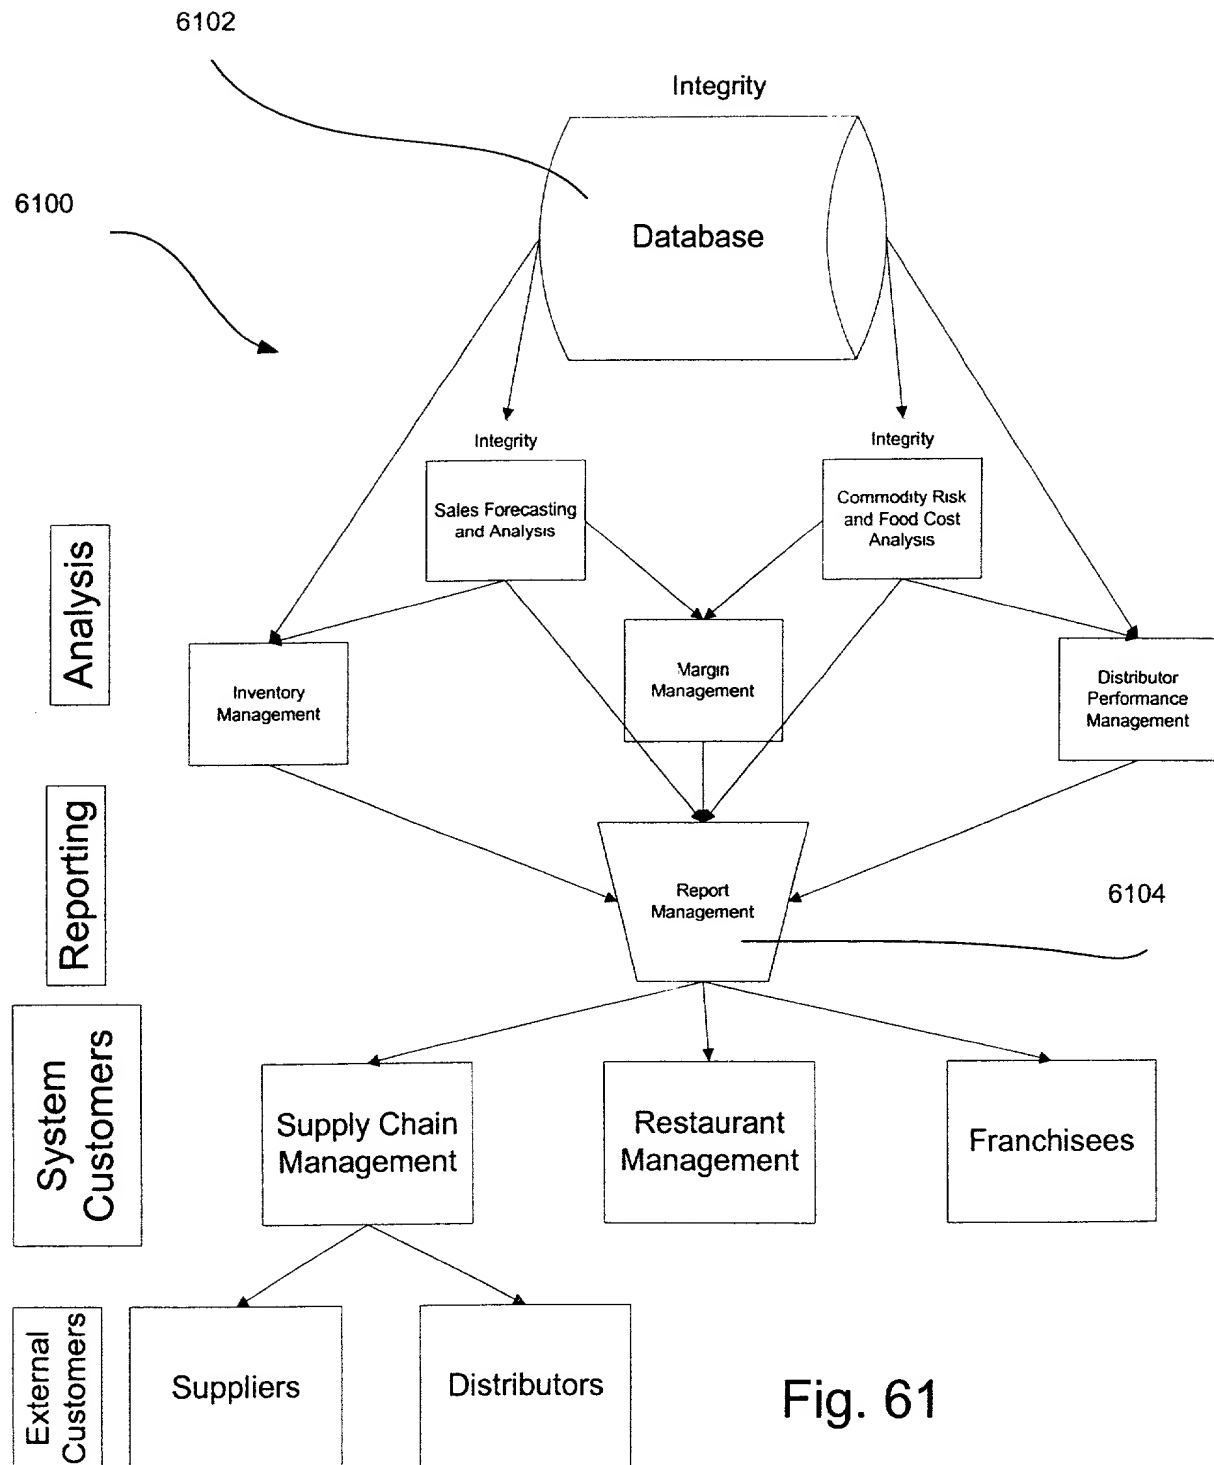 6102
Integrity
6100
Database
Integrity
Integrity
Sales Forecasting
and Analysis
Commodity Risk
and Food Cost
Analysis
Analysis
Inventory
Management
Margin
Management
Distributor
Performance
Management
Reporting
Report
Management
6104
System
Customers
Supply Chain
Management
Restaurant
Management
Franchisees
External
Customers
Suppliers
Distributors
Fig. 61